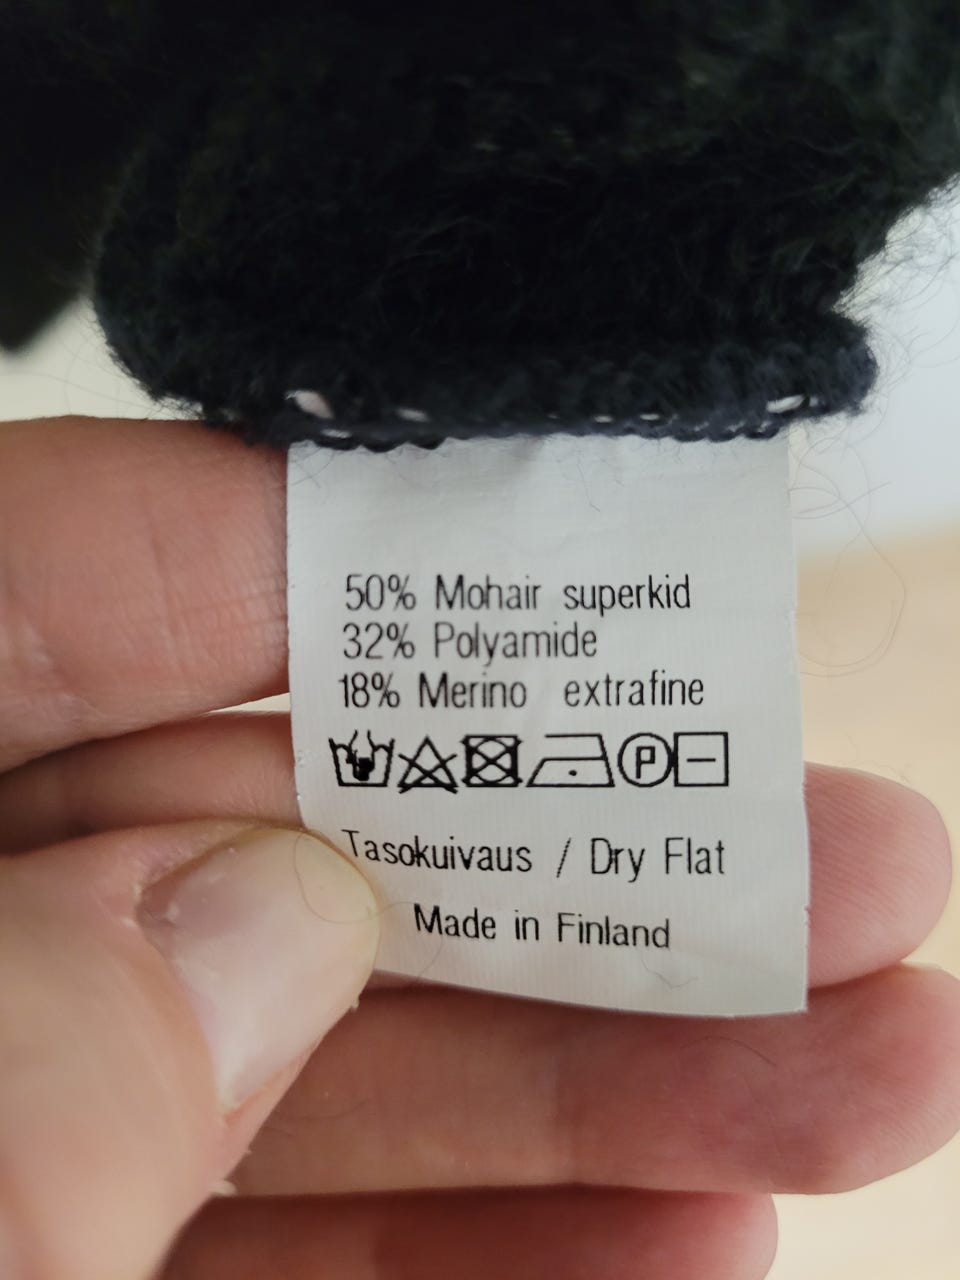 50% Mohair superkid
32% Polyamide
18% Merino extrafine
P
Tasokuivaus / Dry Flat
Made in Finland